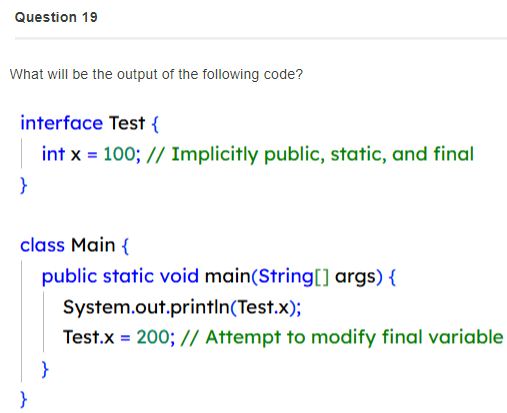 Question 19
What will be the output of the following code?
interface Test {
int x = 100; // Implicitly public, static, and final
}
class Main {
public static void main(String[] args) {
System.out.println(Test.x);
Test.x = 200; // Attempt to modify final variable
}
}